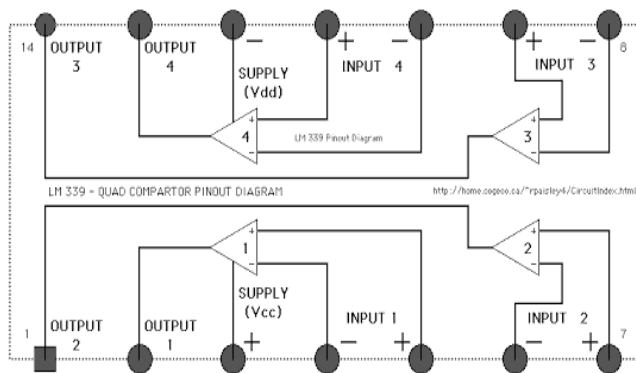 14 OUTPUT 3
OUTPUT 4
−
SUPPLY (Vdd)
+ −
INPUT 4
+ −
INPUT 3
8
4
+
−
LM 339 Pinout Diagram
3
+
−
LM 339 - QUAD COMPARTOR PINOUT DIAGRAM
http://home.cogeco.ca/~rpaisley4/CircuitIndex.html
1
+
−
2
+
−
1
OUTPUT 2
OUTPUT 1
SUPPLY (Vcc)
+
INPUT 1
− +
INPUT 2
− +
7